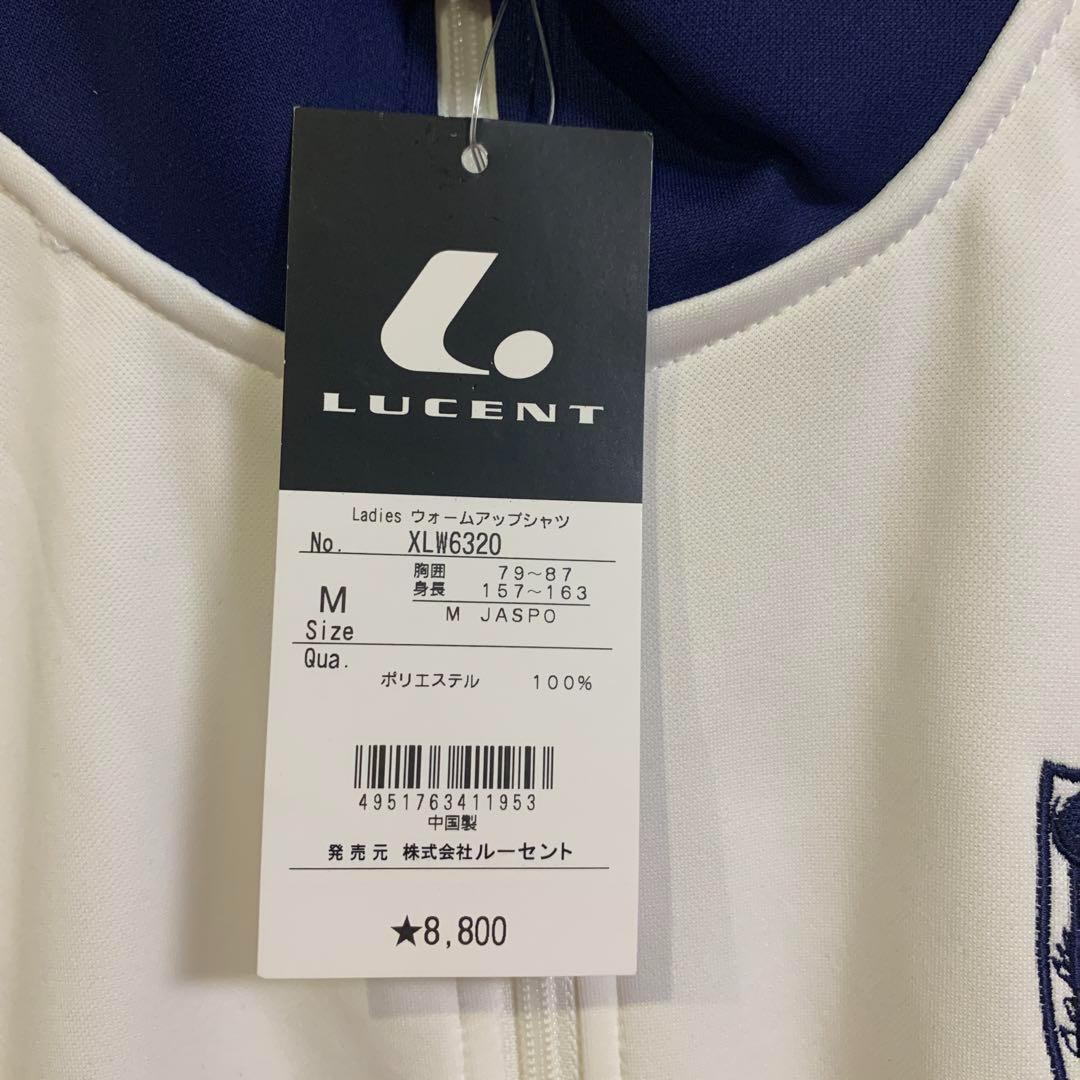 LUCENT
Ladies ウォームアップシャツ
No. XLW6320
胸囲 79～87
身長 157～163
M JASPO
M
Size
Qua.
ポリエステル 100%
4951763411953
中国製
発売元 株式会社ルーセント
★8,800